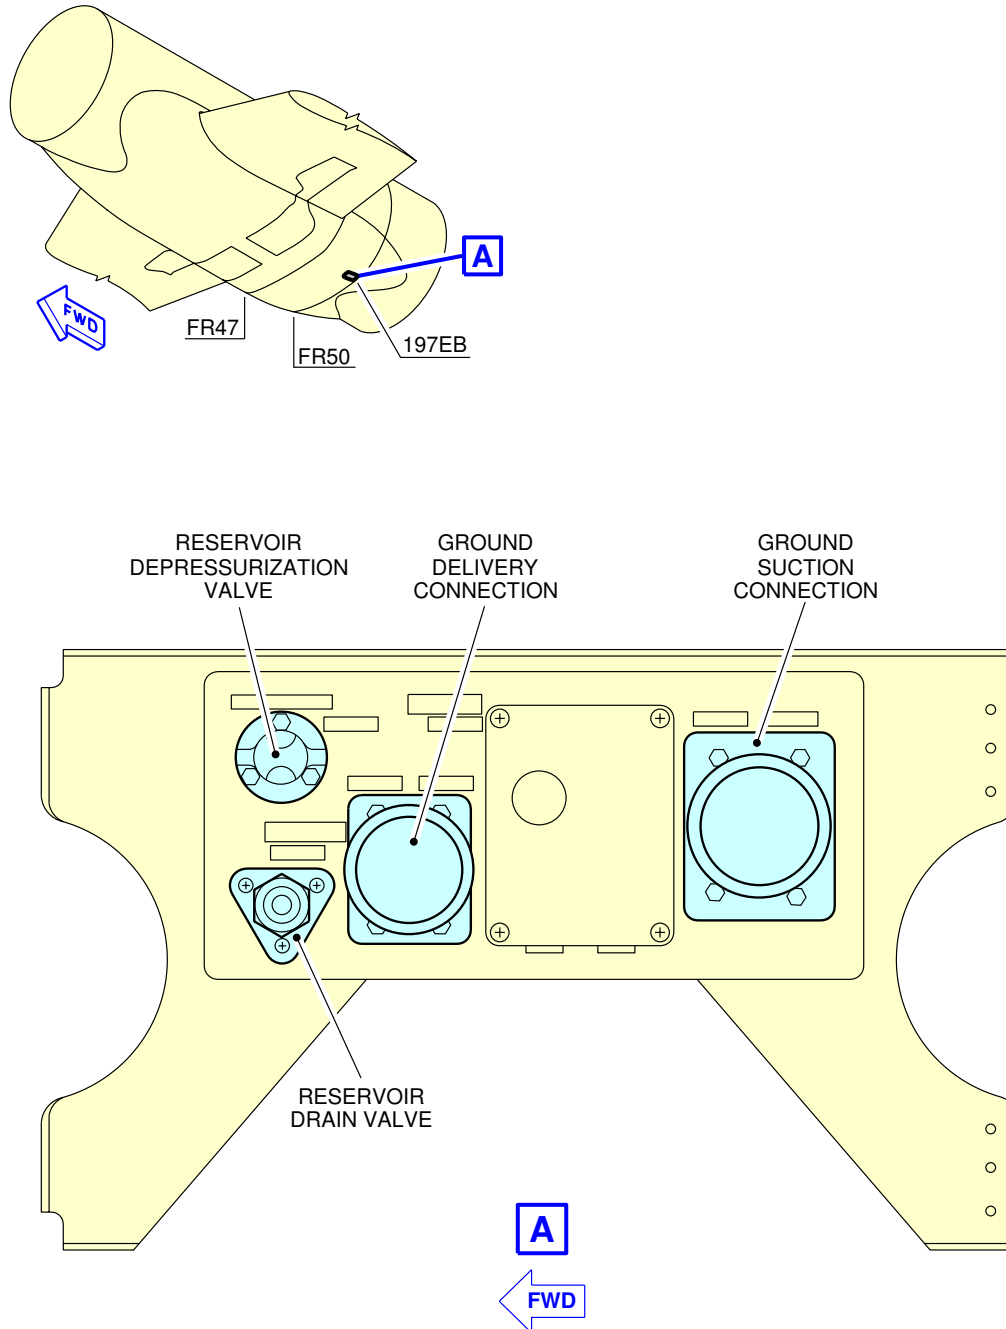 A
FWD
FR47
FR50
197EB
RESERVOIR
DEPRESSURIZATION
VALVE
GROUND
DELIVERY
CONNECTION
GROUND
SUCTION
CONNECTION
RESERVOIR
DRAIN VALVE
A
FWD